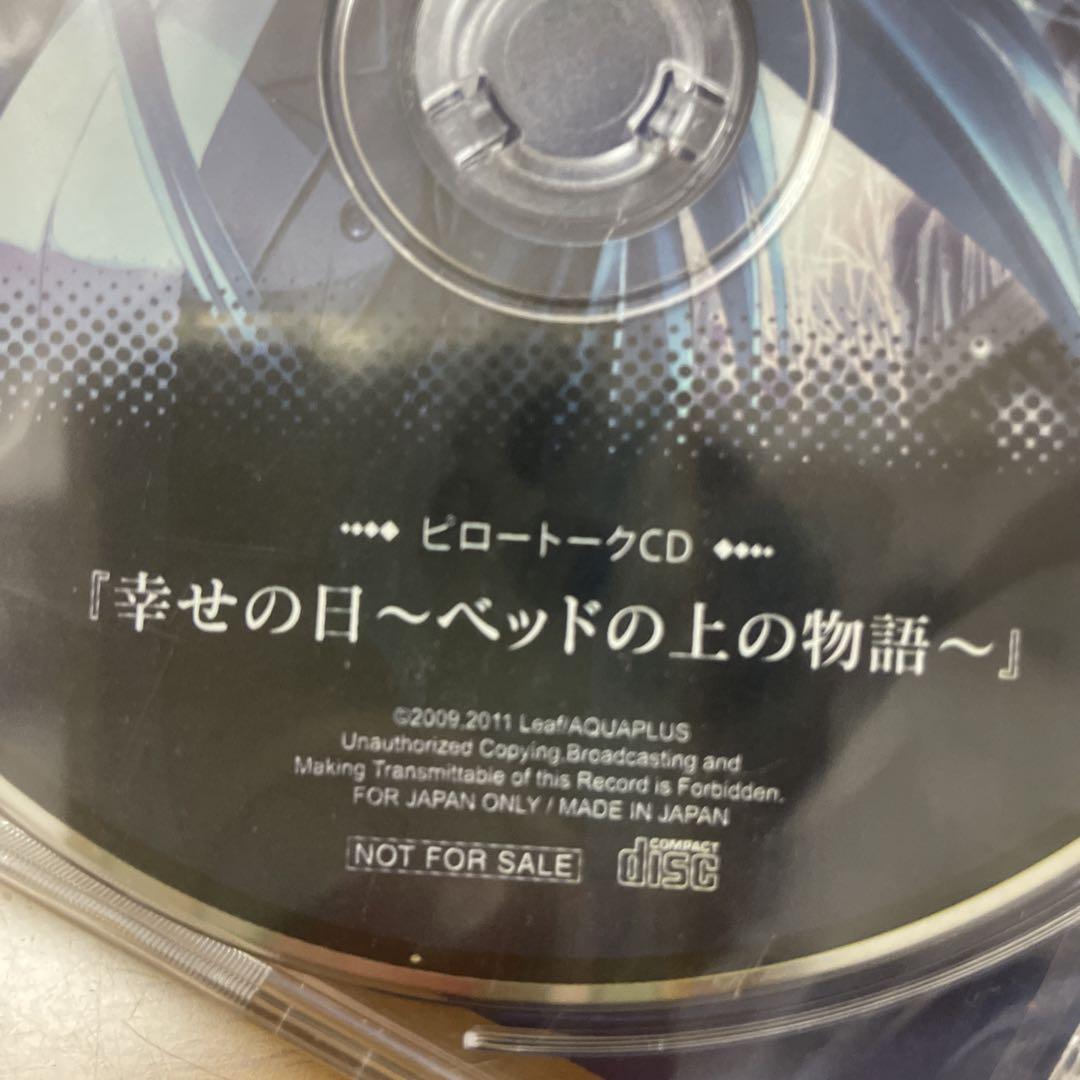 ピロートークCD
『幸せの日～ベッドの上の物語～』
©2009,2011 Leaf/AQUAPLUS
Unauthorized Copying,Broadcasting and
Making Transmittable of this Record is Forbidden.
FOR JAPAN ONLY / MADE IN JAPAN
NOT FOR SALE
COMPACT
disc